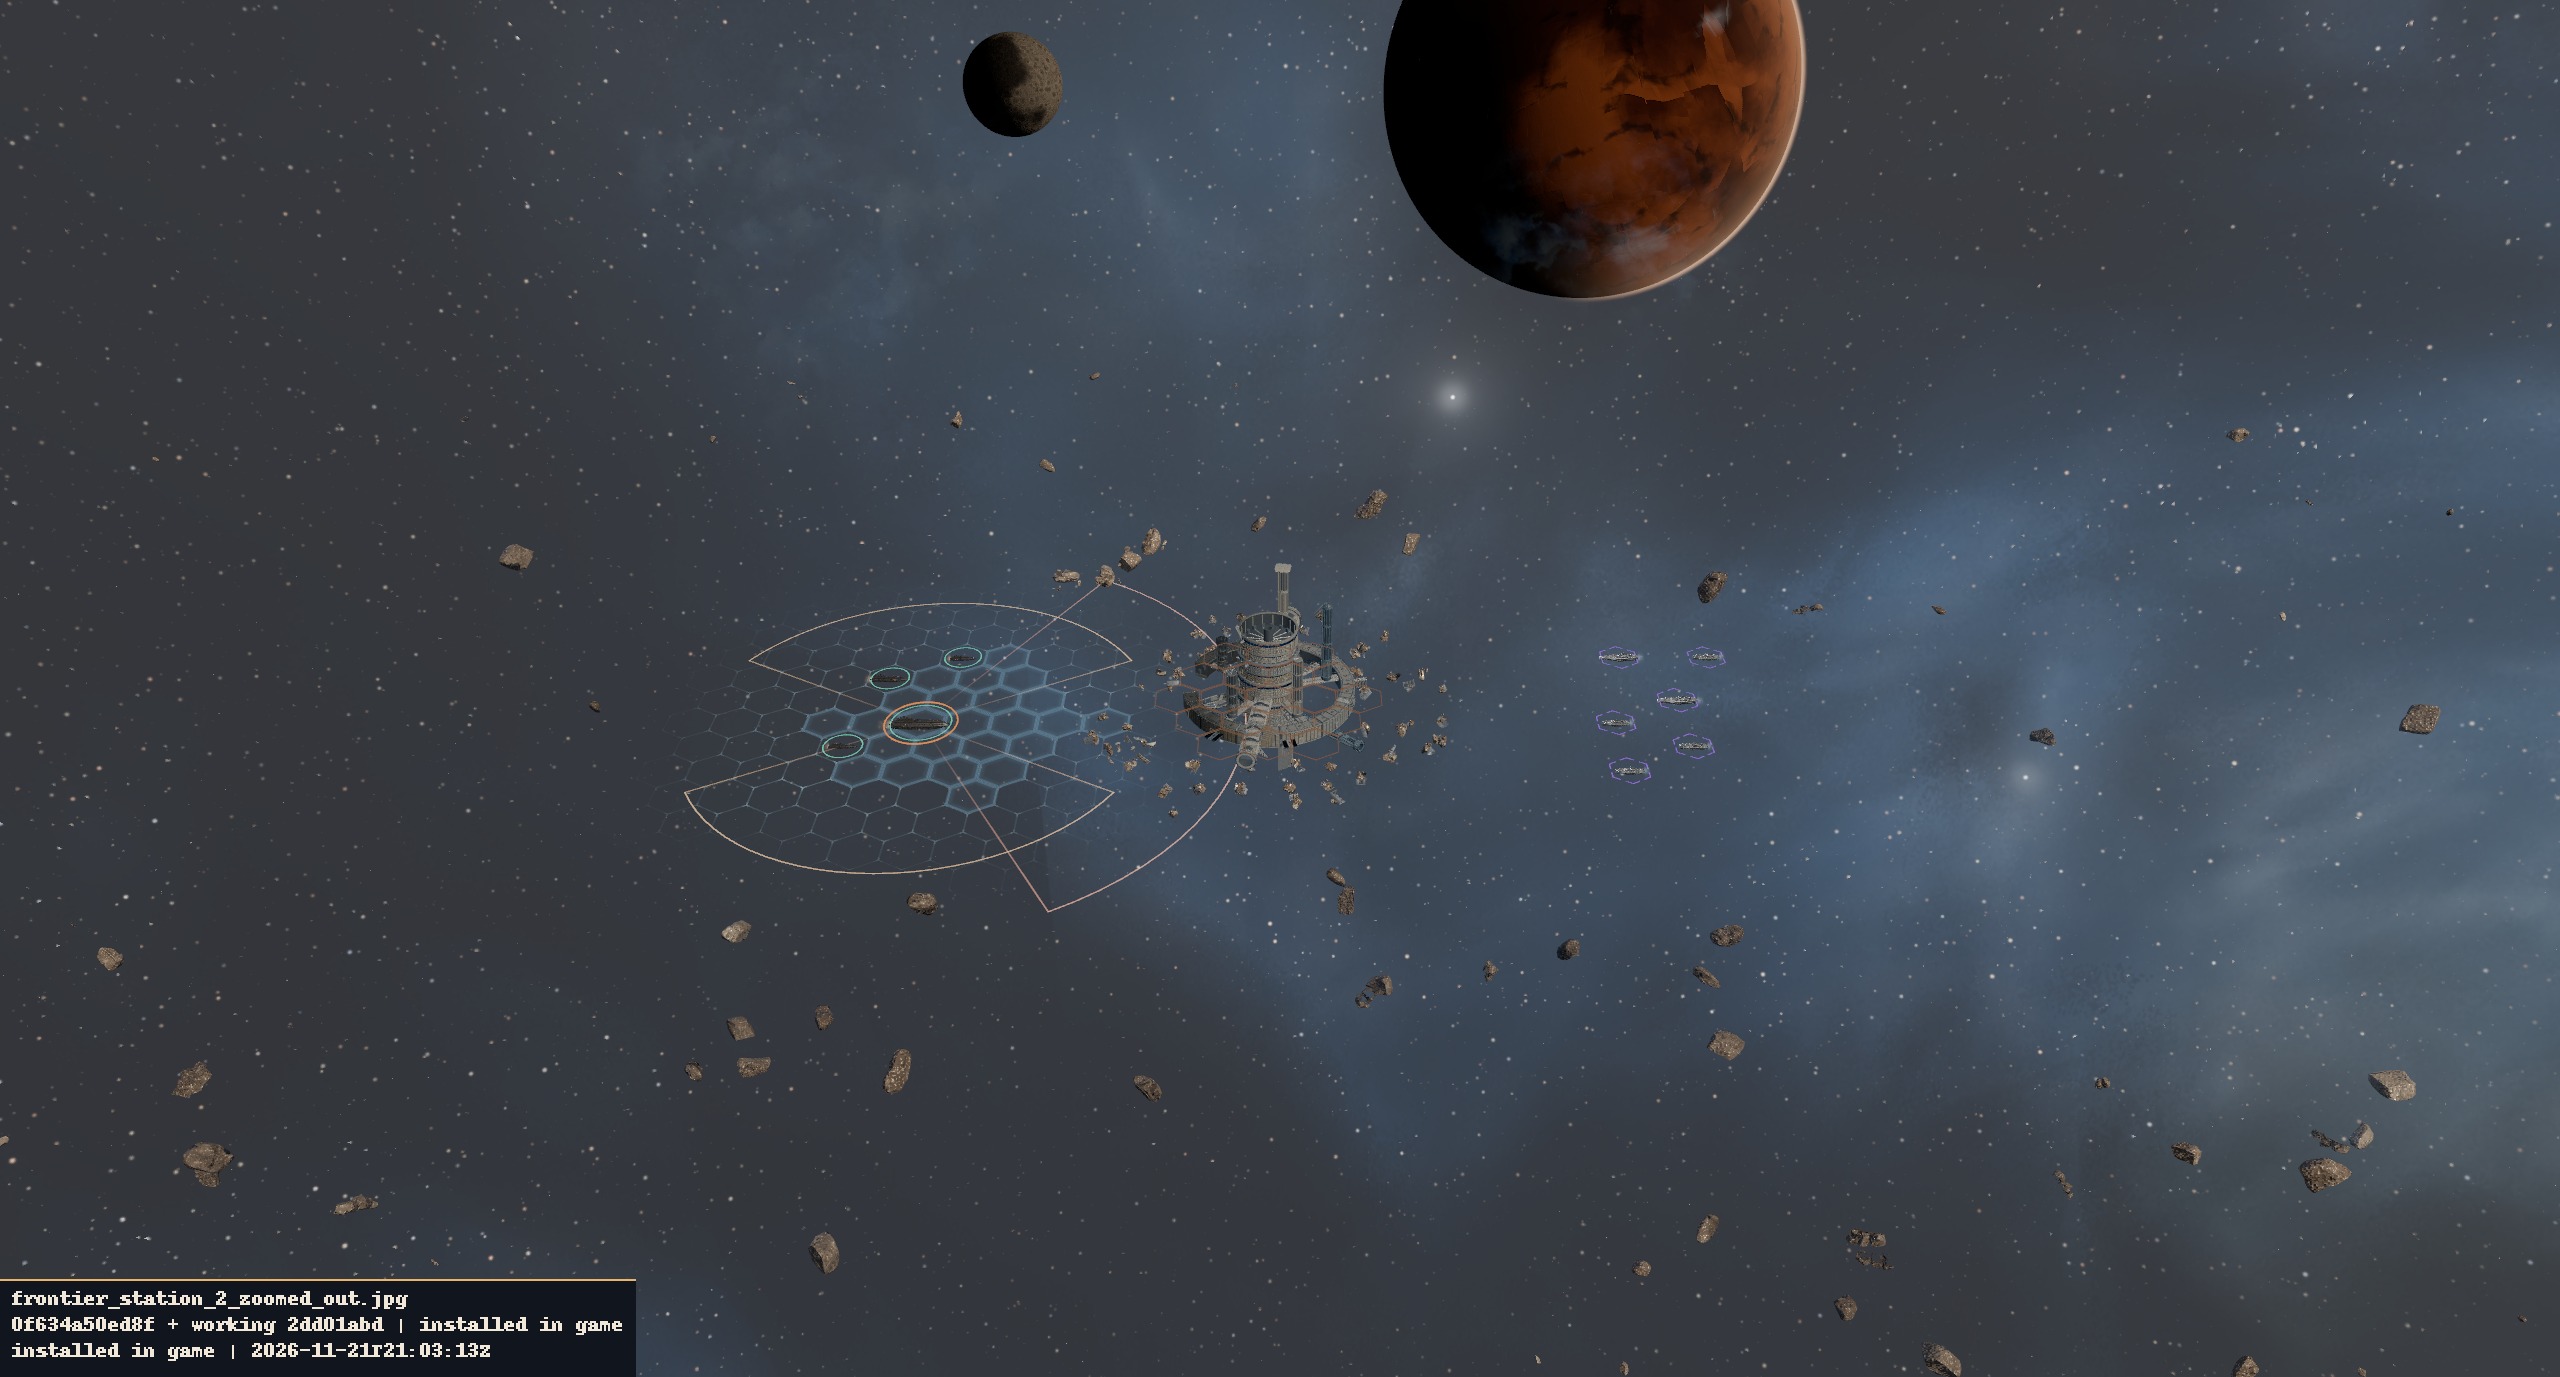 frontier_station_2_zoomed_out.jpg
0f634a50ed8f + working 2dd01abd | installed in game
installed in game | 2026-11-21T21:03:13Z